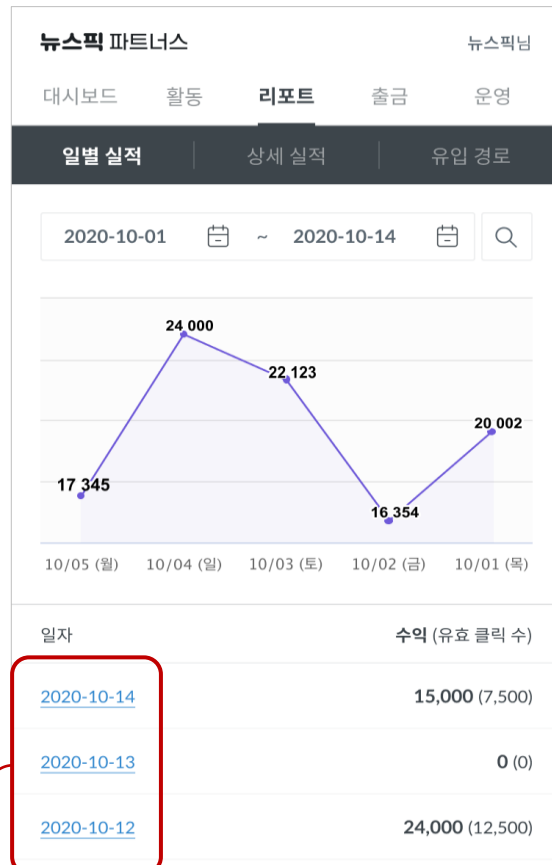 뉴스픽 파트너스 뉴스픽님
대시보드 활동 리포트 출금 운영
일별 실적 상세 실적 유입 경로
2020-10-01 ~ 2020-10-14
24 000
22 123
20 002
17 345
16 354
10/05 (월) 10/04 (일) 10/03 (토) 10/02 (금) 10/01 (목)
일자 수익 (유효 클릭 수)
2020-10-14 15,000 (7,500)
2020-10-13 0 (0)
2020-10-12 24,000 (12,500)